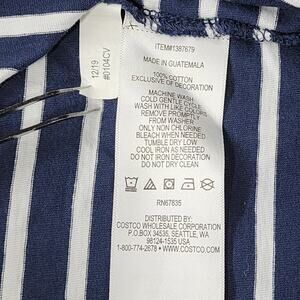 12/19
#0104CV
ITEM#1387679
MADE IN GUATEMALA
100% COTTON
EXCLUSIVE OF DECORATION
MACHINE WASH
COLD GENTLE CYCLE
WASH WITH LIKE COLORS
REMOVE PROMPTLY
FROM WASHER
ONLY NON CHLORINE
BLEACH WHEN NEEDED
TUMBLE DRY LOW
COOL IRON AS NEEDED
DO NOT IRON DECORATION
DO NOT DRY CLEAN
RN67835
DISTRIBUTED BY:
COSTCO WHOLESALE CORPORATION
P.O.BOX 34535, SEATTLE, WA
98124-1535 USA
1-800-774-2678 • WWW.COSTCO.COM